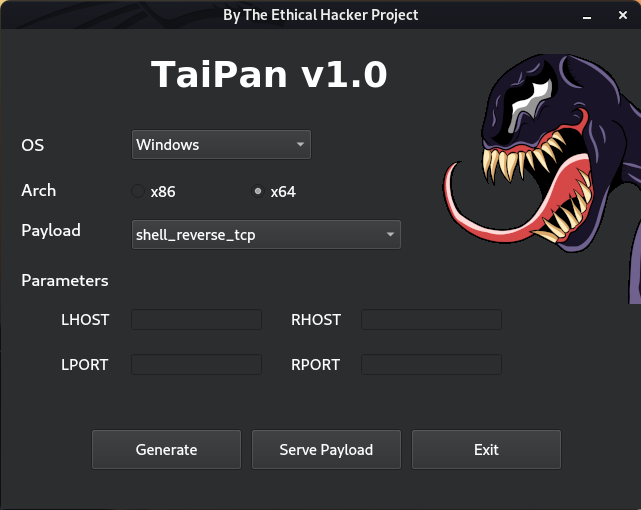 By The Ethical Hacker Project
TaiPan v1.0
OS Windows
Arch x86 x64
Payload shell_reverse_tcp
Parameters
LHOST RHOST
LPORT RPORT
Generate Serve Payload Exit